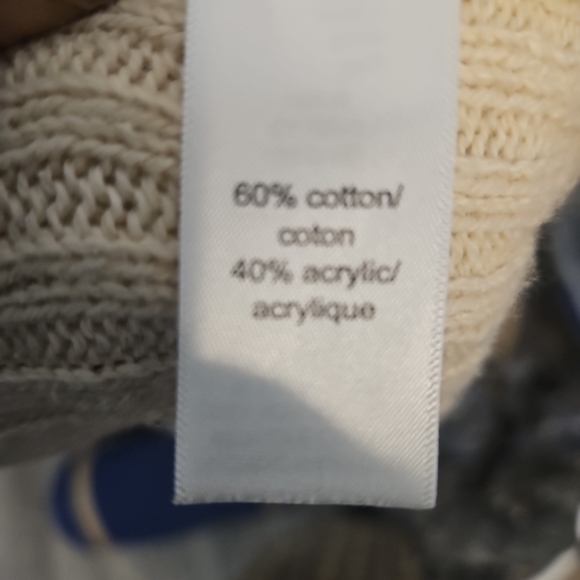 60% cotton/
coton
40% acrylic/
acrylique